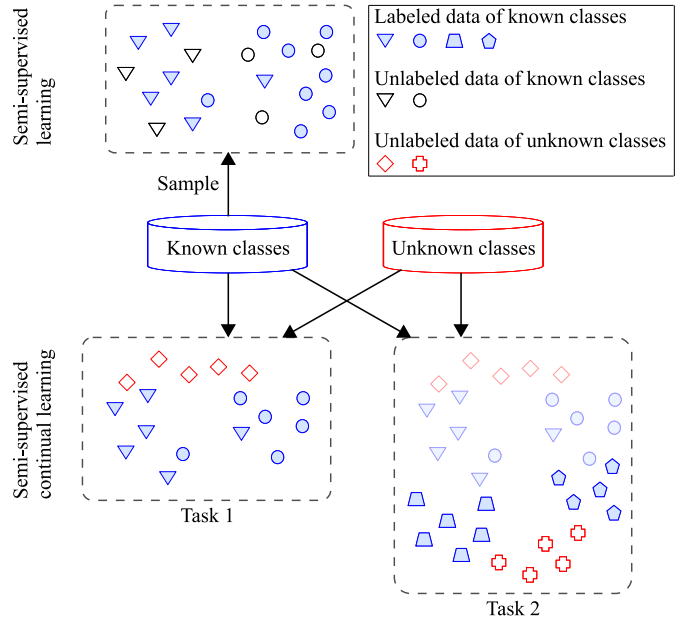 Semi-supervised
learning
Labeled data of known classes
Unlabeled data of known classes
Unlabeled data of unknown classes
Sample
Known classes
Unknown classes
Semi-supervised
continual learning
Task 1
Task 2